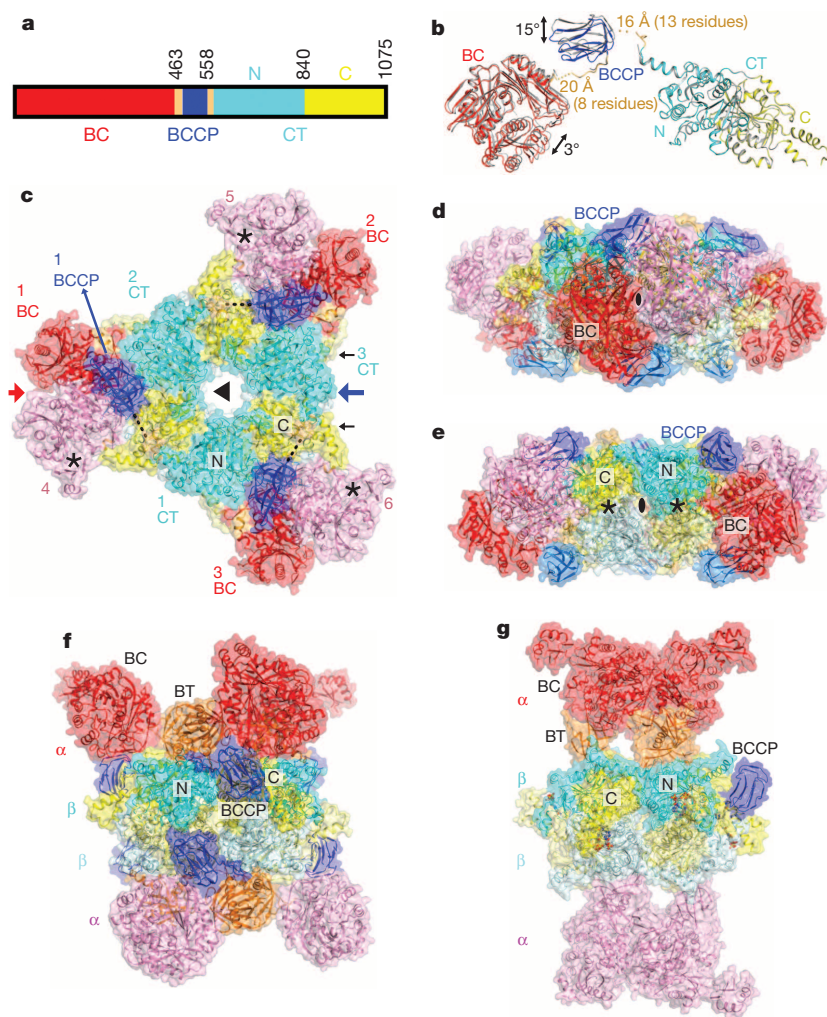 a
463
558
N
840
C
1075
BC
BCCP
CT
b
15°
16 Å (13 residues)
BC
BCCP
CT
20 Å
(8 residues)
N
C
3°
c
5
2
BC
1
BCCP
2
CT
1
BC
3
CT
C
N
4
6
1
CT
3
BC
d
BCCP
BC
e
BCCP
C
N
BC
f
BC
BT
α
N
C
BCCP
β
β
α
g
BC
α
BT
BCCP
β
N
C
β
α